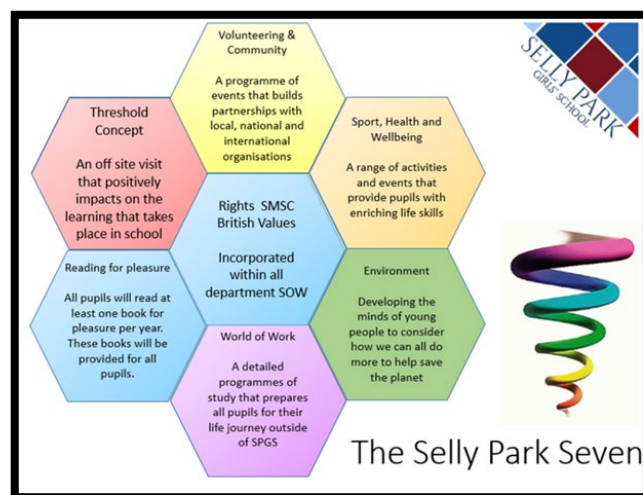 Volunteering &
Community
A programme of
events that builds
partnerships with
local, national and
international
organisations
SELLY PARK
GIRLS' SCHOOL
Threshold
Concept
An off site visit
that positively
impacts on the
learning that takes
place in school
Sport, Health and
Wellbeing
A range of activities
and events that
provide pupils with
enriching life skills
Rights SMSC
British Values
Incorporated
within all
department SOW
Reading for pleasure
All pupils will read at
least one book for
pleasure per year.
These books will be
provided for all
pupils.
Environment
Developing the
minds of young
people to consider
how we can all do
more to help save
the planet
World of Work
A detailed
programmes of
study that prepares
all pupils for their
life journey outside
of SPGS
The Selly Park Seven